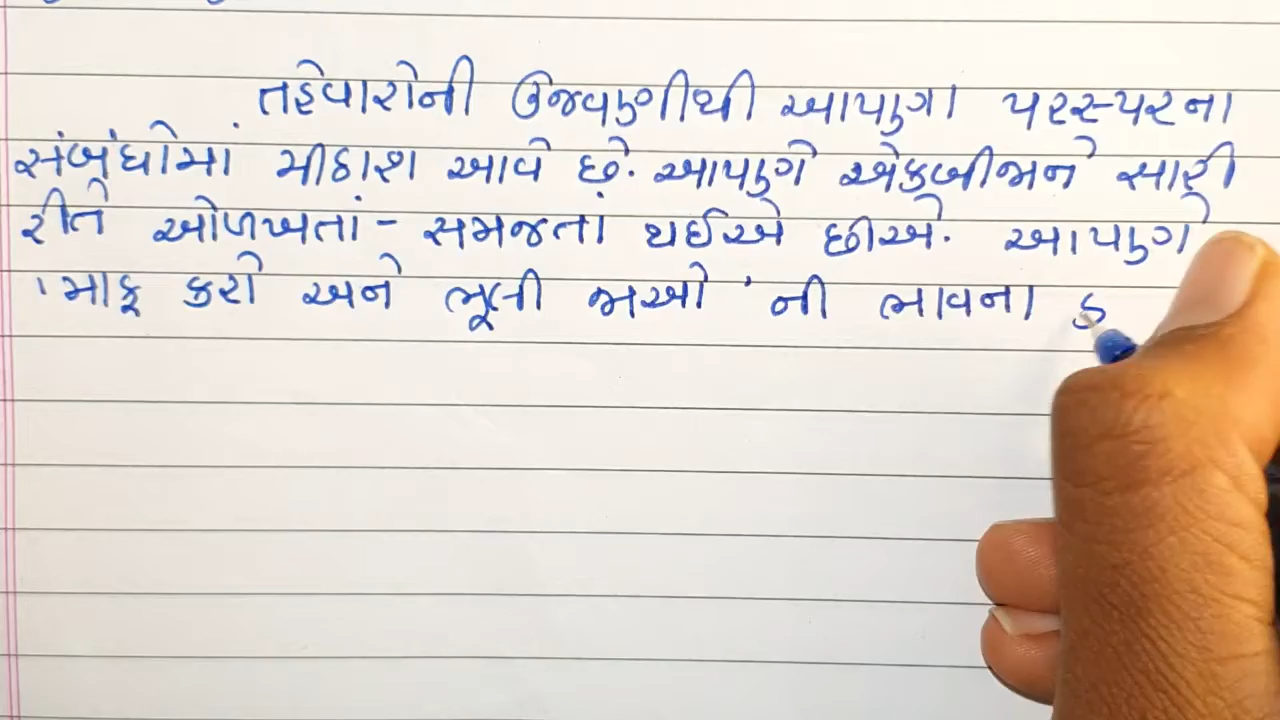 તહેવારોની ઉજવણીથી આપણા પરસ્પરના
સંબંધોમાં મીઠાશ આવે છે. આપણે એકબીજાને સારી
રીતે ઓળખતાં - સમજતાં થઈએ છીએ. આપણે
'માફ કરો અને ભૂલી જાઓ 'ની ભાવના